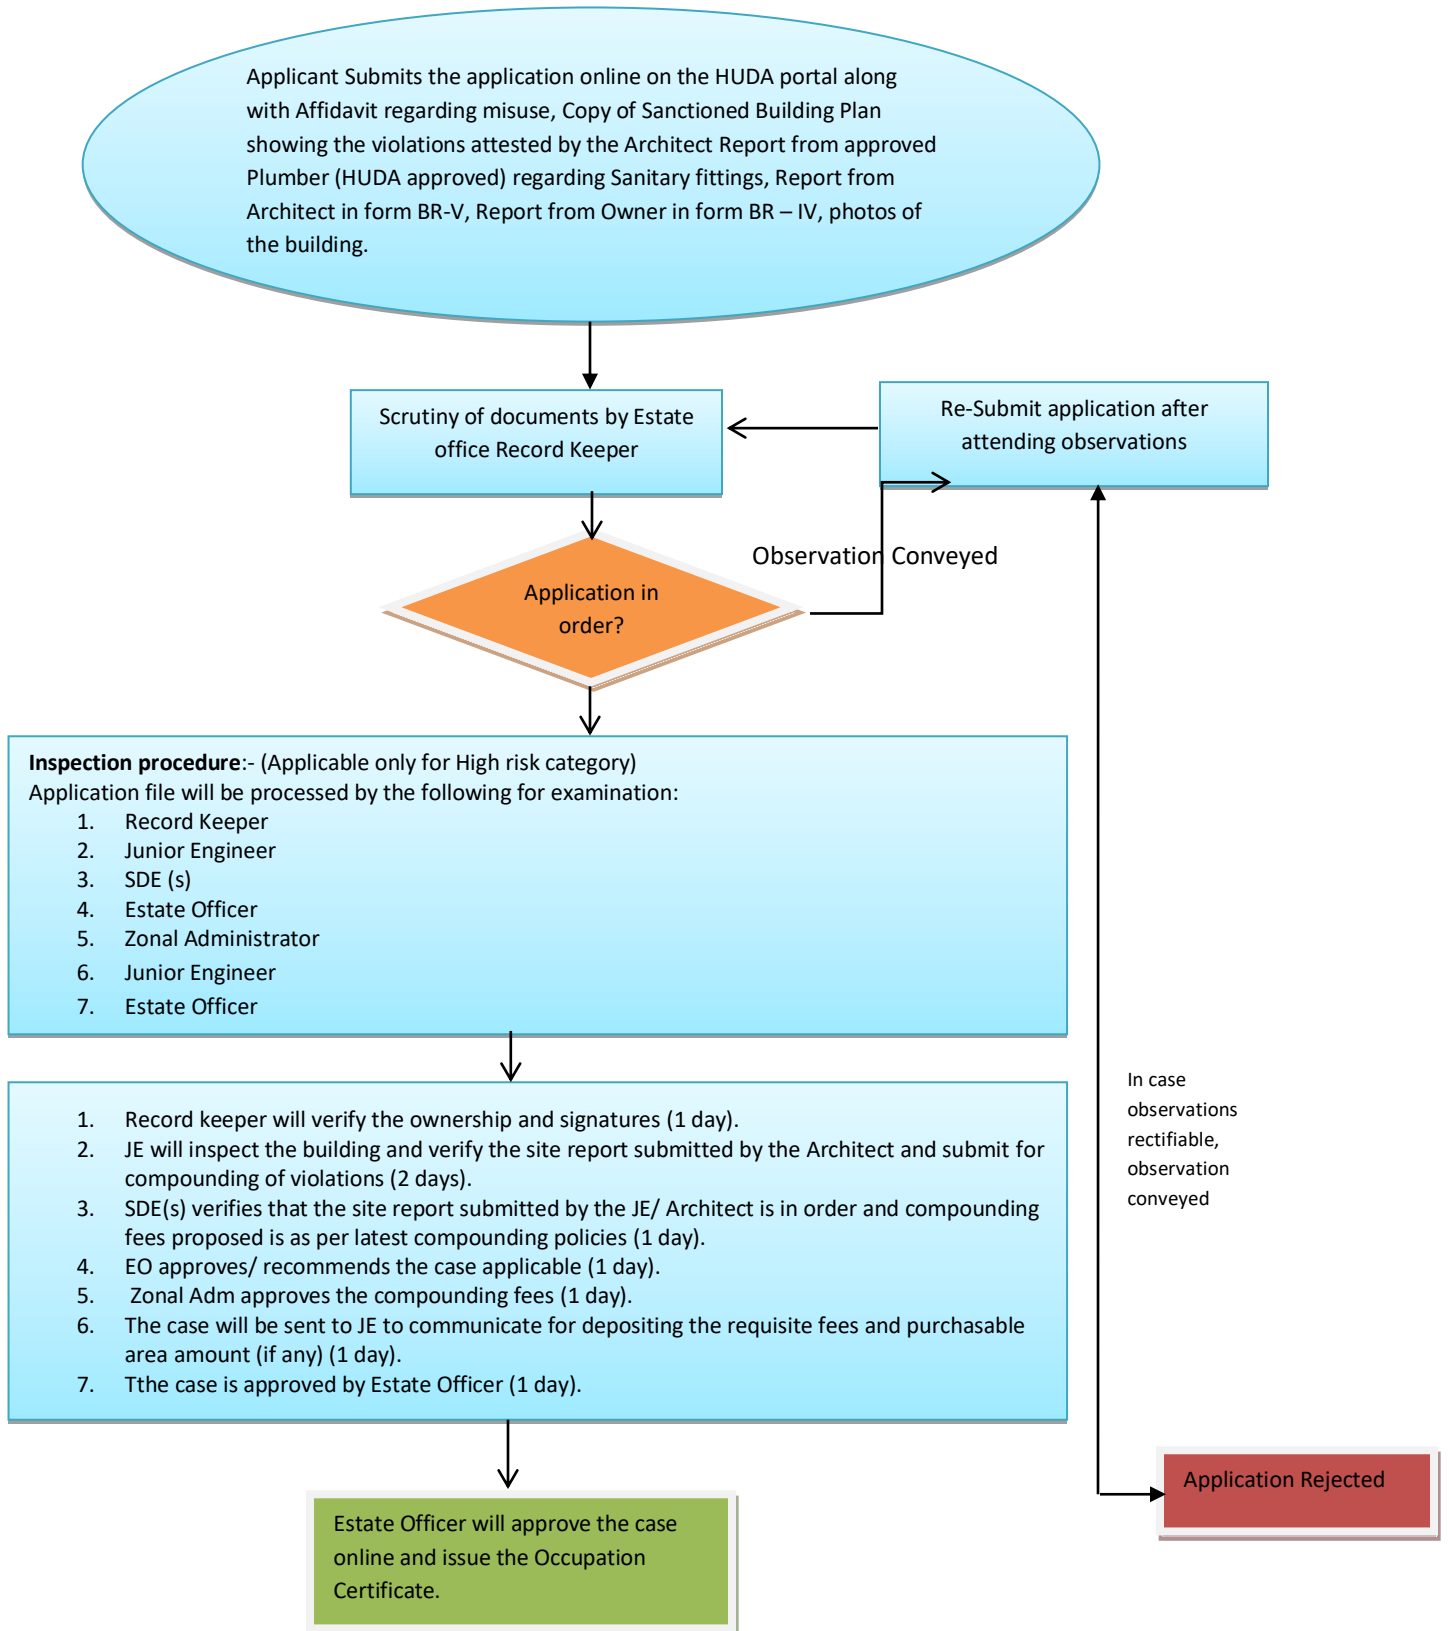 Applicant Submits the application online on the HUDA portal along
with Affidavit regarding misuse, Copy of Sanctioned Building Plan
showing the violations attested by the Architect Report from approved
Plumber (HUDA approved) regarding Sanitary fittings, Report from
Architect in form BR-V, Report from Owner in form BR – IV, photos of
the building.
Scrutiny of documents by Estate
office Record Keeper
Re-Submit application after
attending observations
Observation Conveyed
Application in
order?
Inspection procedure:- (Applicable only for High risk category)
Application file will be processed by the following for examination:
1. Record Keeper
2. Junior Engineer
3. SDE (s)
4. Estate Officer
5. Zonal Administrator
6. Junior Engineer
7. Estate Officer
1. Record keeper will verify the ownership and signatures (1 day).
2. JE will inspect the building and verify the site report submitted by the Architect and submit for
compounding of violations (2 days).
3. SDE(s) verifies that the site report submitted by the JE/ Architect is in order and compounding
fees proposed is as per latest compounding policies (1 day).
4. EO approves/ recommends the case applicable (1 day).
5. Zonal Adm approves the compounding fees (1 day).
6. The case will be sent to JE to communicate for depositing the requisite fees and purchasable
area amount (if any) (1 day).
7. Tthe case is approved by Estate Officer (1 day).
In case
observations
rectifiable,
observation
conveyed
Application Rejected
Estate Officer will approve the case
online and issue the Occupation
Certificate.